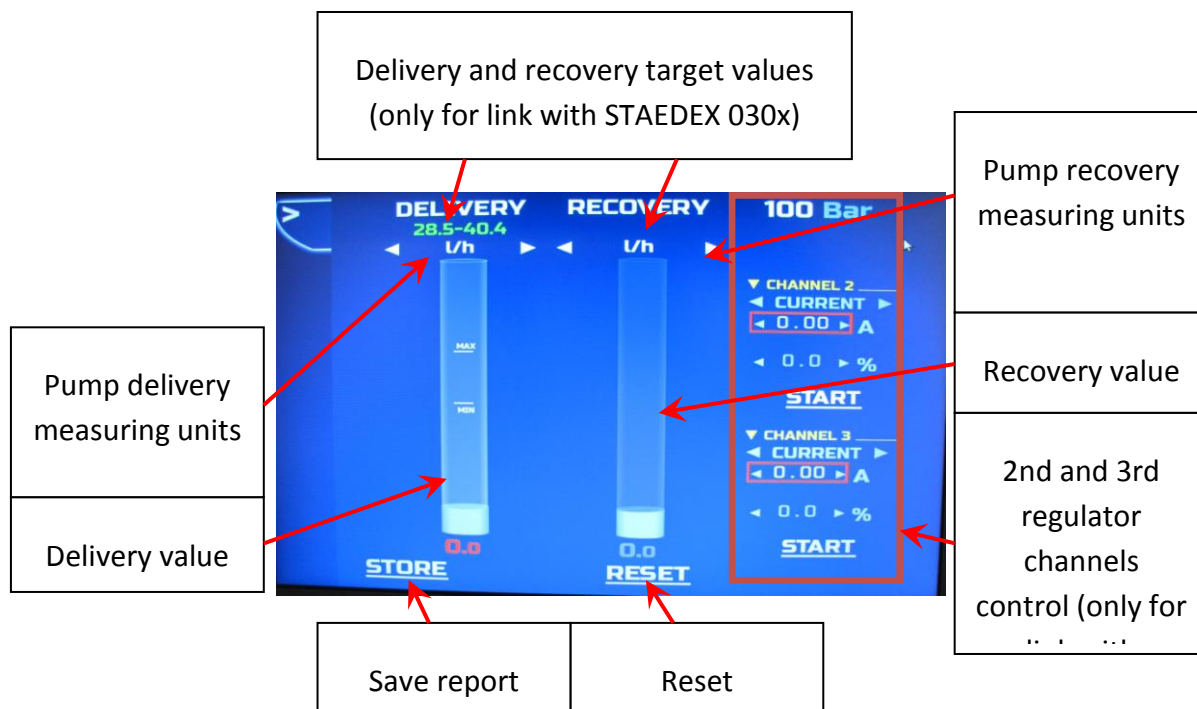 Delivery and recovery target values
(only for link with STAEDEX 030x)
Pump recovery
measuring units
Recovery value
2nd and 3rd
regulator
channels
control (only for
Pump delivery
measuring units
Delivery value
Save report
Reset
>
DELIVERY
28.5-40.4
◄ l/h ►
MAX
MIN
0.0
STORE
RECOVERY
◄ l/h ►
0.0
RESET
100 Bar
▼ CHANNEL 2
◄ CURRENT ►
◄ 0.00 ► A
◄ 0.0 ► %
START
▼ CHANNEL 3
◄ CURRENT ►
◄ 0.00 ► A
◄ 0.0 ► %
START